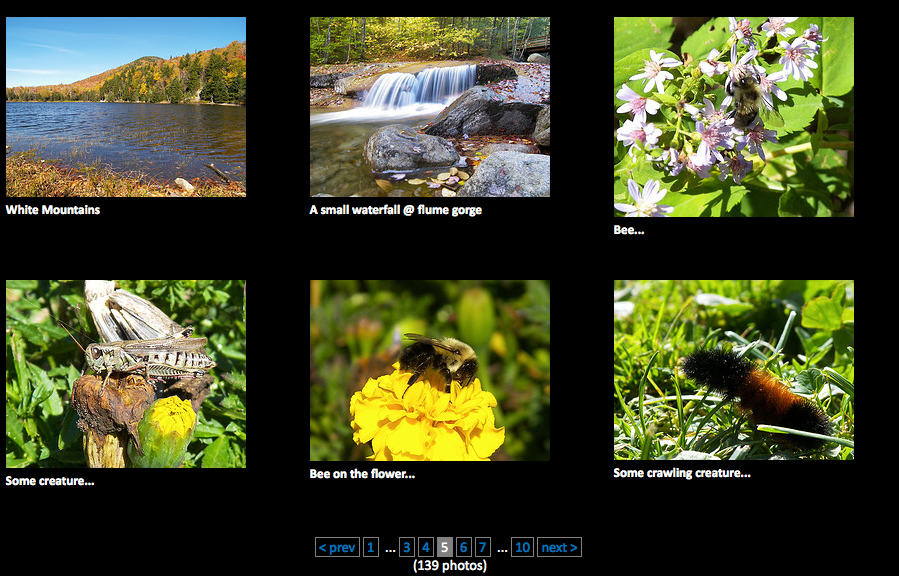 White Mountains
A small waterfall @ flume gorge
Bee...
Some creature...
Bee on the flower...
Some crawling creature...
< prev 1 ... 3 4 5 6 7 ... 10 next >
(139 photos)